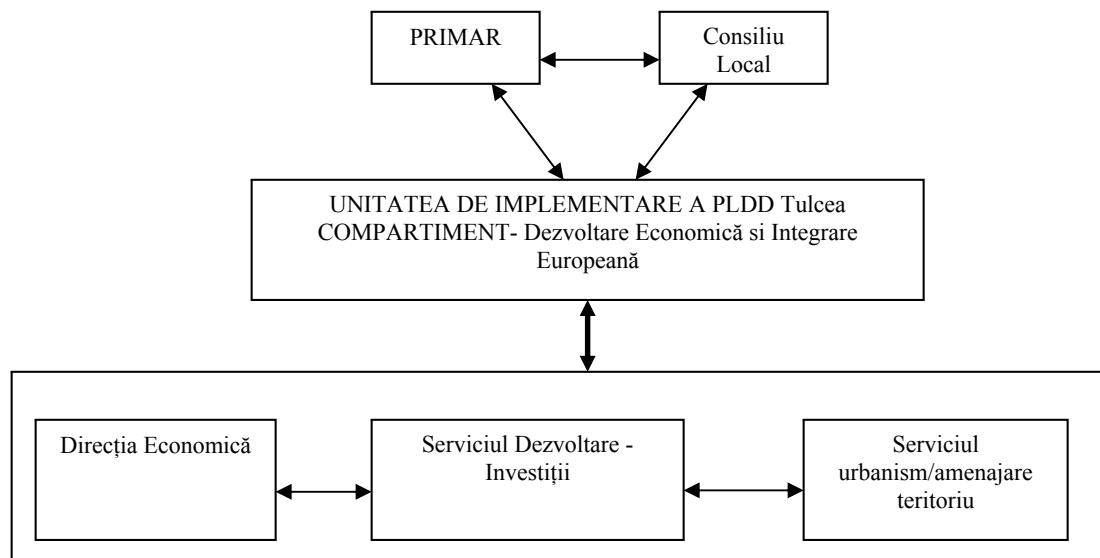 PRIMAR
Consiliu
Local
UNITATEA DE IMPLEMENTARE A PLDD Tulcea
COMPARTIMENT- Dezvoltare Economică si Integrare
Europeană
Direcția Economică
Serviciul Dezvoltare -
Investiții
Serviciul
urbanism/amenajare
teritoriu